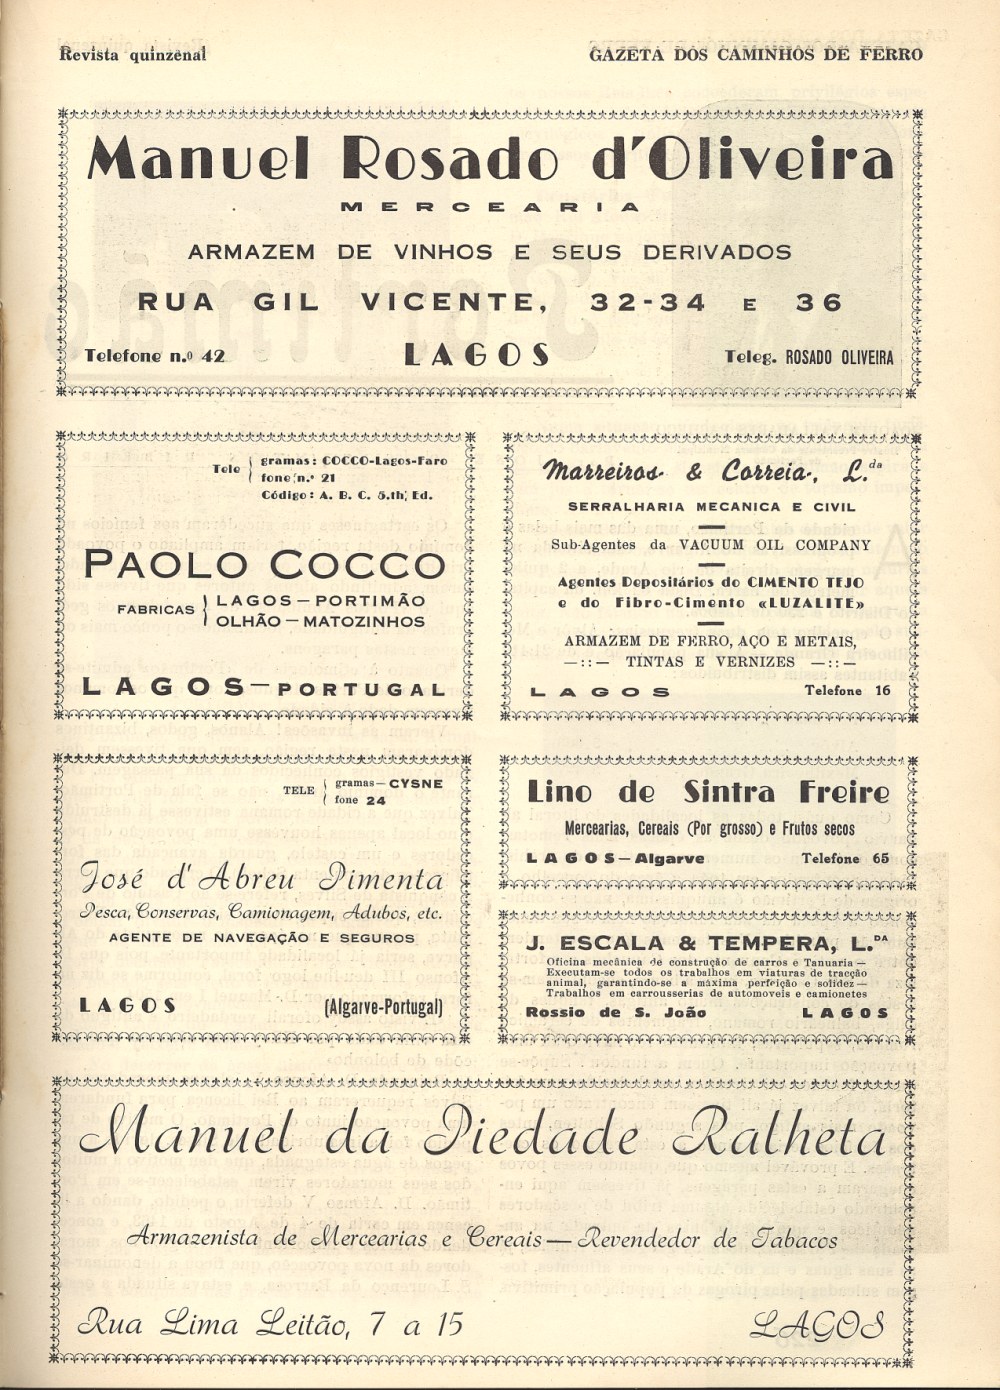 Revista quinzenal
GAZETA DOS CAMINHOS DE FERRO
Manuel Rosado d'Oliveira
MERCEARIA
ARMAZEM DE VINHOS E SEUS DERIVADOS
RUA GIL VICENTE, 32-34 E 36
Telefone n.º 42 LAGOS Teleg. ROSADO OLIVEIRA
Tele
gramas: COCCO-Lagos-Faro
fone n.º 21
Código: A. B. C. 5.th, Ed.
PAOLO COCCO
FABRICAS
LAGOS — PORTIMÃO
OLHÃO — MATOZINHOS
LAGOS — PORTUGAL
Marreiros & Correia, L.da
SERRALHARIA MECANICA E CIVIL
Sub-Agentes da VACUUM OIL COMPANY
Agentes Depositários do CIMENTO TEJO
e do Fibro-Cimento «LUZALITE»
ARMAZEM DE FERRO, AÇO E METAIS,
—::— TINTAS E VERNIZES —::—
LAGOS Telefone 16
TELE
gramas — CYSNE
fone 24
José d'Abreu Pimenta
Pesca, Conservas, Camionagem, Adubos, etc.
AGENTE DE NAVEGAÇÃO E SEGUROS
LAGOS (Algarve-Portugal)
Lino de Sintra Freire
Mercearias, Cereais (Por grosso) e Frutos secos
LAGOS — Algarve Telefone 65
J. ESCALA & TEMPERA, L.DA
Oficina mecânica de construção de carros e Tanuaria —
Executam-se todos os trabalhos em viaturas de tracção
animal, garantindo-se a máxima perfeição e solidez —
Trabalhos em carrousserias de automoveis e camionetes
Rossio de S. João LAGOS
Manuel da Piedade Ralheta
Armazenista de Mercearias e Cereais — Revendedor de Tabacos
Rua Lima Leitão, 7 a 15 LAGOS